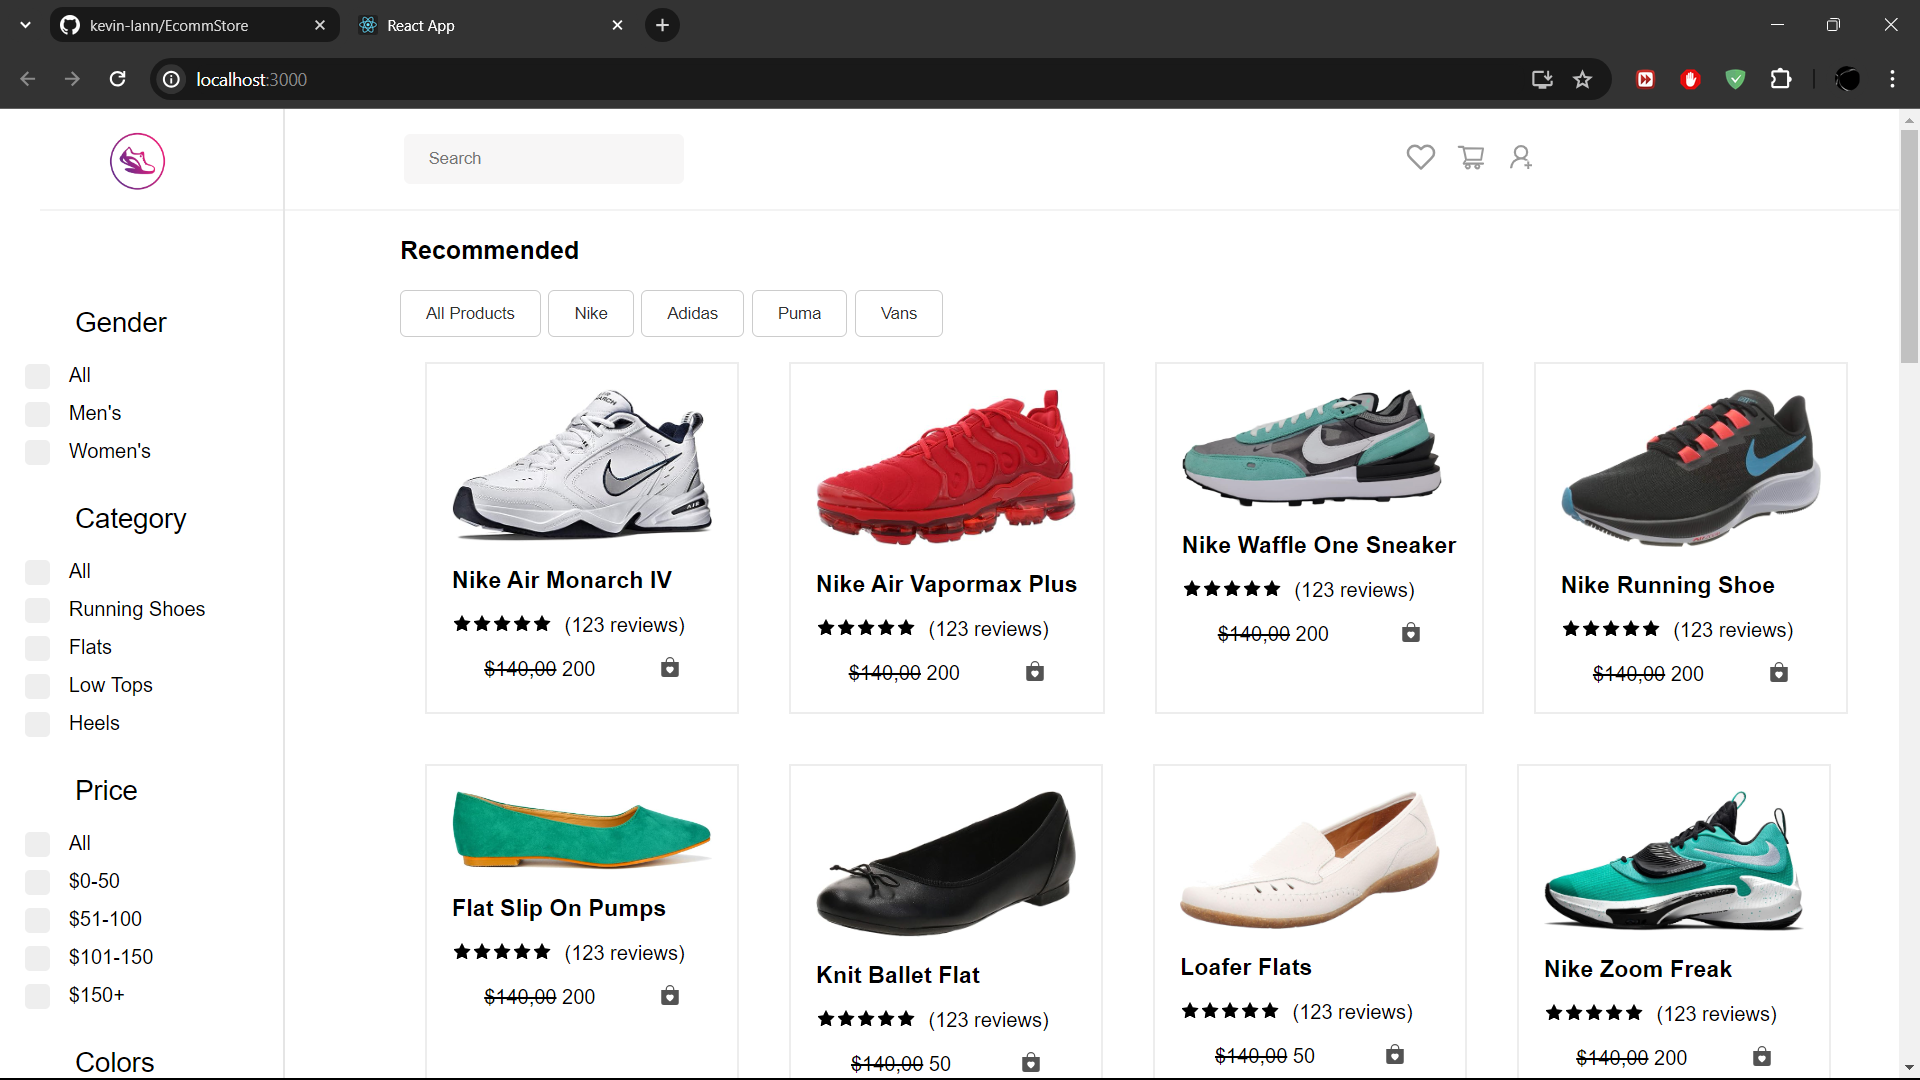 kevin-lann/EcommStore
React App
localhost:3000
Search
Recommended
All Products
Nike
Adidas
Puma
Vans
Gender
All
Men's
Women's
Category
All
Running Shoes
Flats
Low Tops
Heels
Price
All
$0-50
$51-100
$101-150
$150+
Colors
Nike Air Monarch IV
(123 reviews)
$140,00 200
Nike Air Vapormax Plus
(123 reviews)
$140,00 200
Nike Waffle One Sneaker
(123 reviews)
$140,00 200
Nike Running Shoe
(123 reviews)
$140,00 200
Flat Slip On Pumps
(123 reviews)
$140,00 200
Knit Ballet Flat
(123 reviews)
$140,00 50
Loafer Flats
(123 reviews)
$140,00 50
Nike Zoom Freak
(123 reviews)
$140,00 200